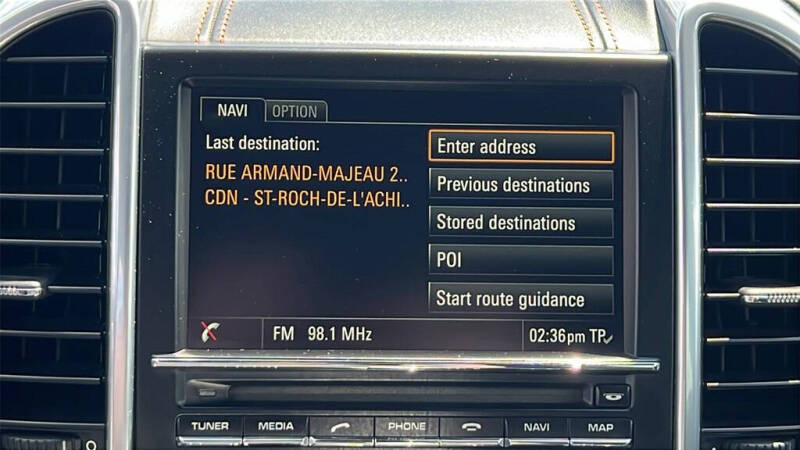 NAVI OPTION
Last destination:
RUE ARMAND-MAJEAU 2..
CDN - ST-ROCH-DE-L'ACHI..
Enter address
Previous destinations
Stored destinations
POI
Start route guidance
FM 98.1 MHz
02:36pm TP
TUNER MEDIA PHONE NAVI MAP